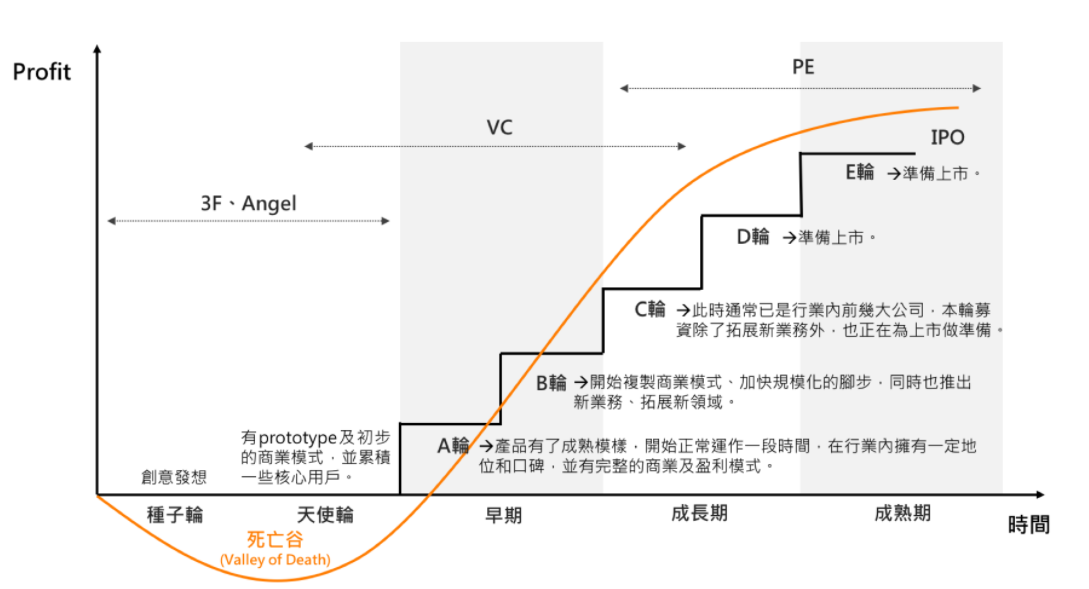 Profit
PE
VC
IPO
E輪 →準備上市。
3F、Angel
D輪 →準備上市。
C輪 →此時通常已是行業內前幾大公司，本輪募
資除了拓展新業務外，也正在為上市做準備。
B輪 →開始複製商業模式、加快規模化的腳步，同時也推出
新業務、拓展新領域。
有prototype及初步
的商業模式，並累積
一些核心用戶。
A輪 →產品有了成熟模樣，開始正常運作一段時間，在行業內擁有一定地
位和口碑，並有完整的商業及盈利模式。
創意發想
種子輪
天使輪
早期
成長期
成熟期
時間
死亡谷
(Valley of Death)